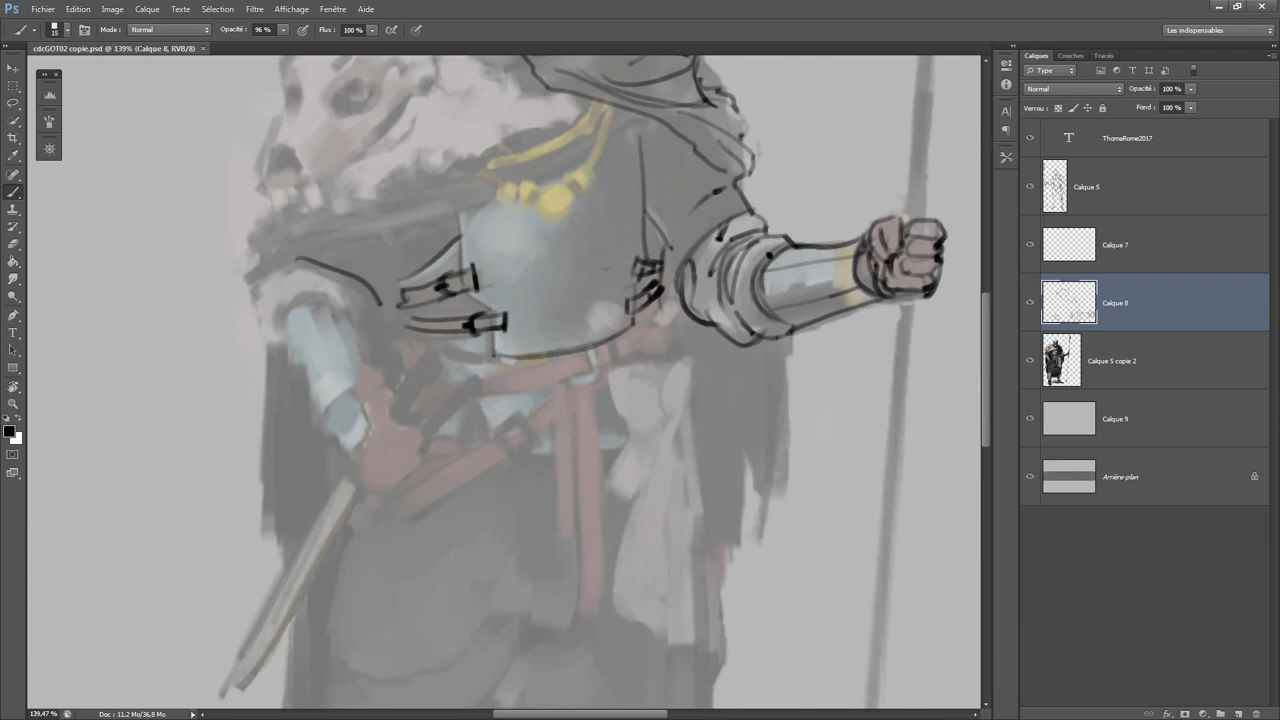 Ps Fichier Edition Image Calque Texte Sélection Filtre Affichage Fenêtre Aide
15 Mode : Normal Opacité : 96 % Flux : 100 % Les indispensables
cdcGOT02 copie.psd @ 139% (Calque 8, RVB/8) ×
Calques Couches Tracés
Type
Normal Opacité : 100 %
Verrou : Fond : 100 %
T ThomaRome2017
Calque 5
Calque 7
Calque 8
Calque 5 copie 2
Calque 9
Arrière-plan
139,47 % Doc : 11,2 Mo/36,8 Mo